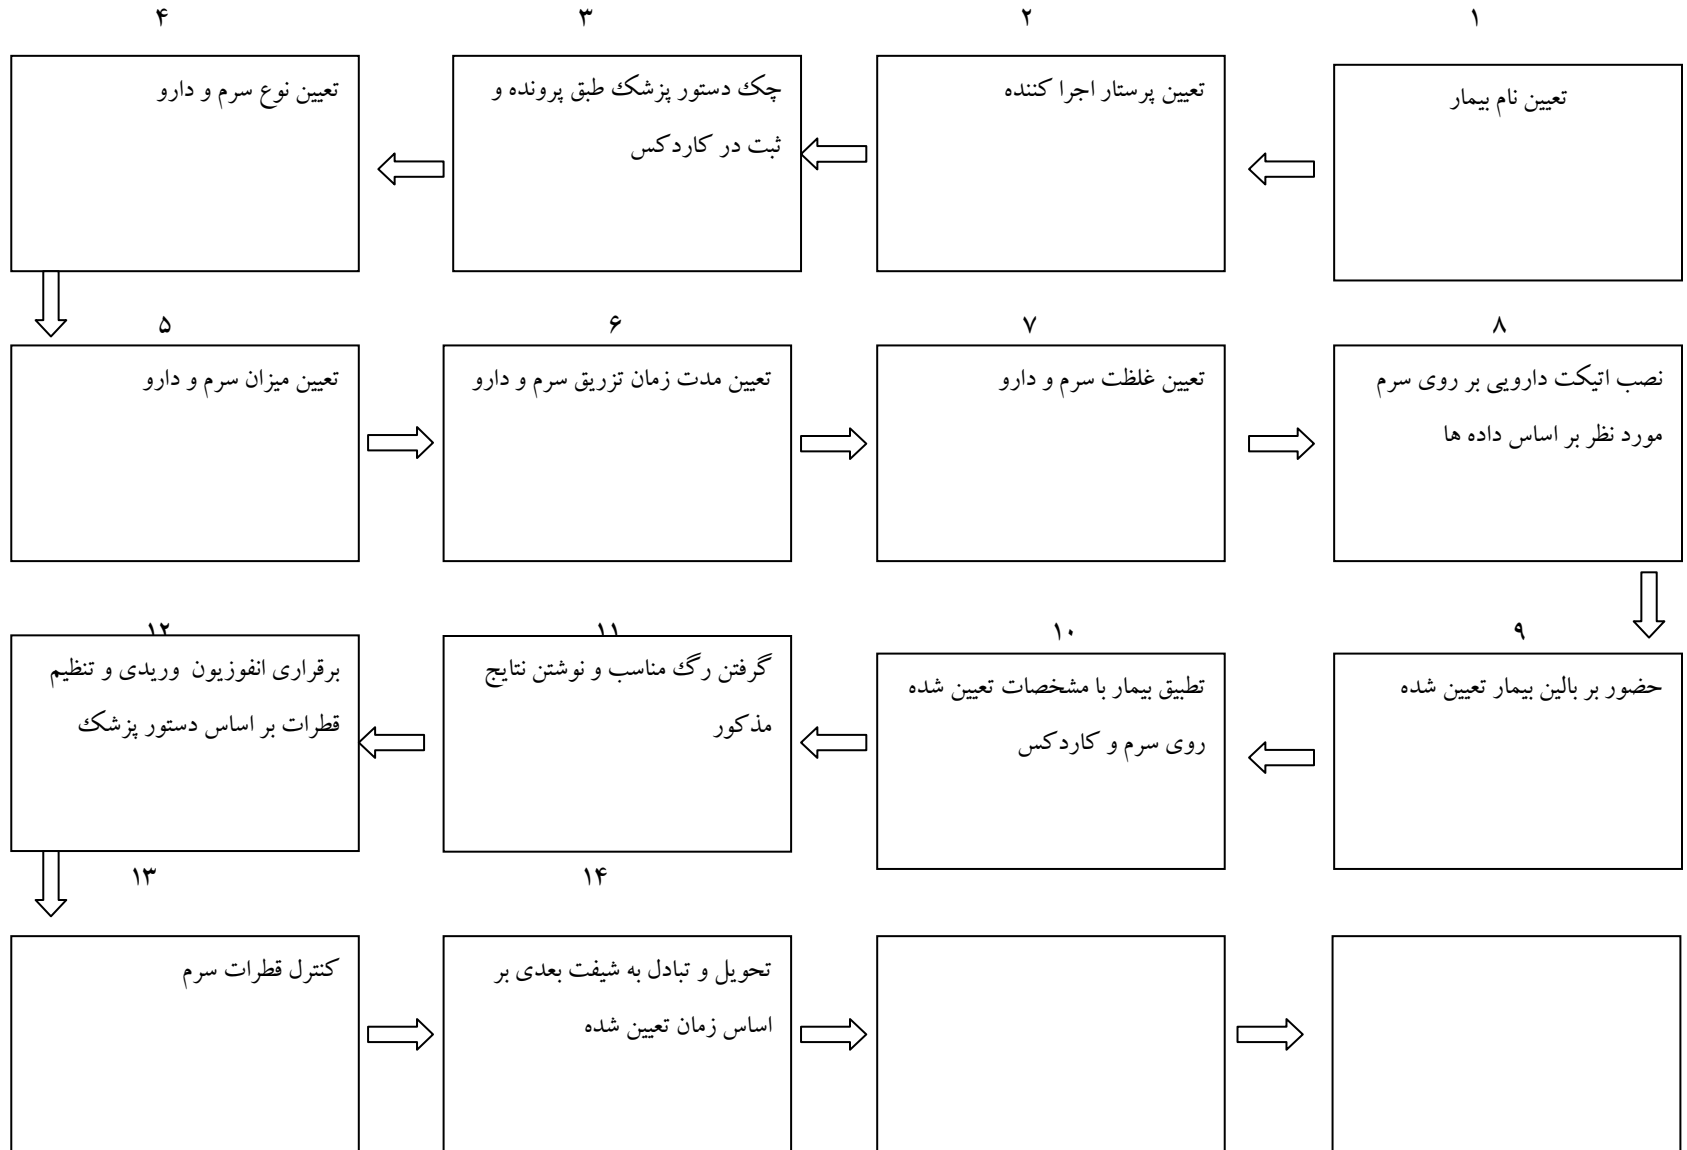 ۱
تعیین نام بیمار
۲
تعیین پرستار اجرا کننده
۳
چک دستور پزشک طبق پرونده و
ثبت در کاردکس
۴
تعیین نوع سرم و دارو
۵
تعیین میزان سرم و دارو
۶
تعیین مدت زمان تزریق سرم و دارو
۷
تعیین غلظت سرم و دارو
۸
نصب اتیکت دارویی بر روی سرم
مورد نظر بر اساس داده ها
۹
حضور بر بالین بیمار تعیین شده
۱۰
تطبیق بیمار با مشخصات تعیین شده
روی سرم و کاردکس
۱۱
گرفتن رگ مناسب و نوشتن نتایج
مذکور
۱۲
برقراری انفوزیون وریدی و تنظیم
قطرات بر اساس دستور پزشک
۱۳
کنترل قطرات سرم
۱۴
تحویل و تبادل به شیفت بعدی بر
اساس زمان تعیین شده